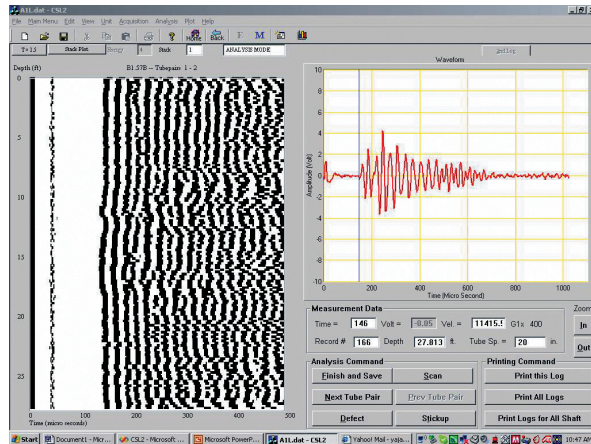 A1L.dat - CSL2
File Main Menu Edit View Unit Acquisition Analysis Plot Help
Home Back E M
T= 1.5 Stack Plot Energy 4 Stack 1 ANALYSIS MODE 2nd Log
Depth (ft) B1.57B -- Tubepair: 1 - 2
0
5
10
15
20
25
0 100 200 300 400 500
Time (micro records)
Waveform
Amplitude (Volt)
10
8
6
4
2
0
-2
-4
-6
-8
-10
0 200 400 600 800 1000
Time (Micro Second)
Measurement Data
Time = 146 Volt = -0.05 Vel. = 11415.5 G1x 400
Record # 166 Depth 27.813 ft. Tube Sp. = 20 in.
Zoom
In
Out
Analysis Command
Finish and Save Scan
Next Tube Pair Prev Tube Pair
Defect Stickup
Printing Command
Print this Log
Print All Logs
Print Logs for All Shaft
Start Document1 - Micr... CSL2 - Microsoft ... Microsoft PowerP... A1L.dat - CSL2 Yahoo! Mail - yaja... 10:47 AM